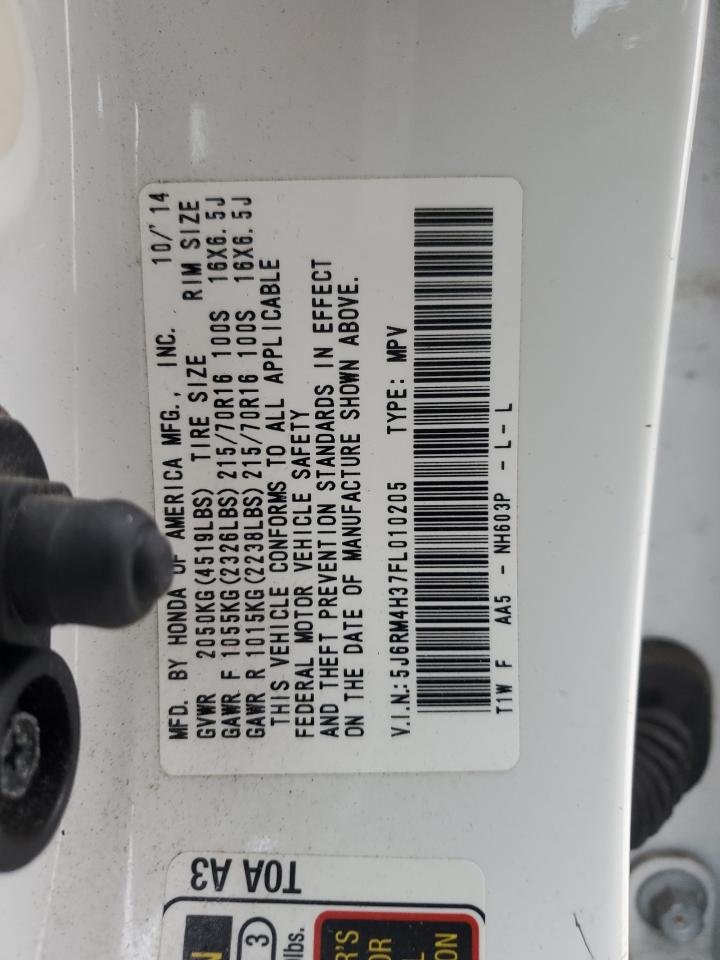 MFD. BY HONDA OF AMERICA MFG., INC. 10/'14
GVWR 2050KG(4519LBS) TIRE SIZE RIM SIZE
GAWR F 1055KG(2326LBS) 215/70R16 100S 16X6.5J
GAWR R 1015KG(2238LBS) 215/70R16 100S 16X6.5J
THIS VEHICLE CONFORMS TO ALL APPLICABLE
FEDERAL MOTOR VEHICLE SAFETY
AND THEFT PREVENTION STANDARDS IN EFFECT
ON THE DATE OF MANUFACTURE SHOWN ABOVE.
V.I.N.: 5J6RM4H37FL010205 TYPE: MPV
T1W F AA5 - NH603P - L-L
T0A A3
3
lbs.